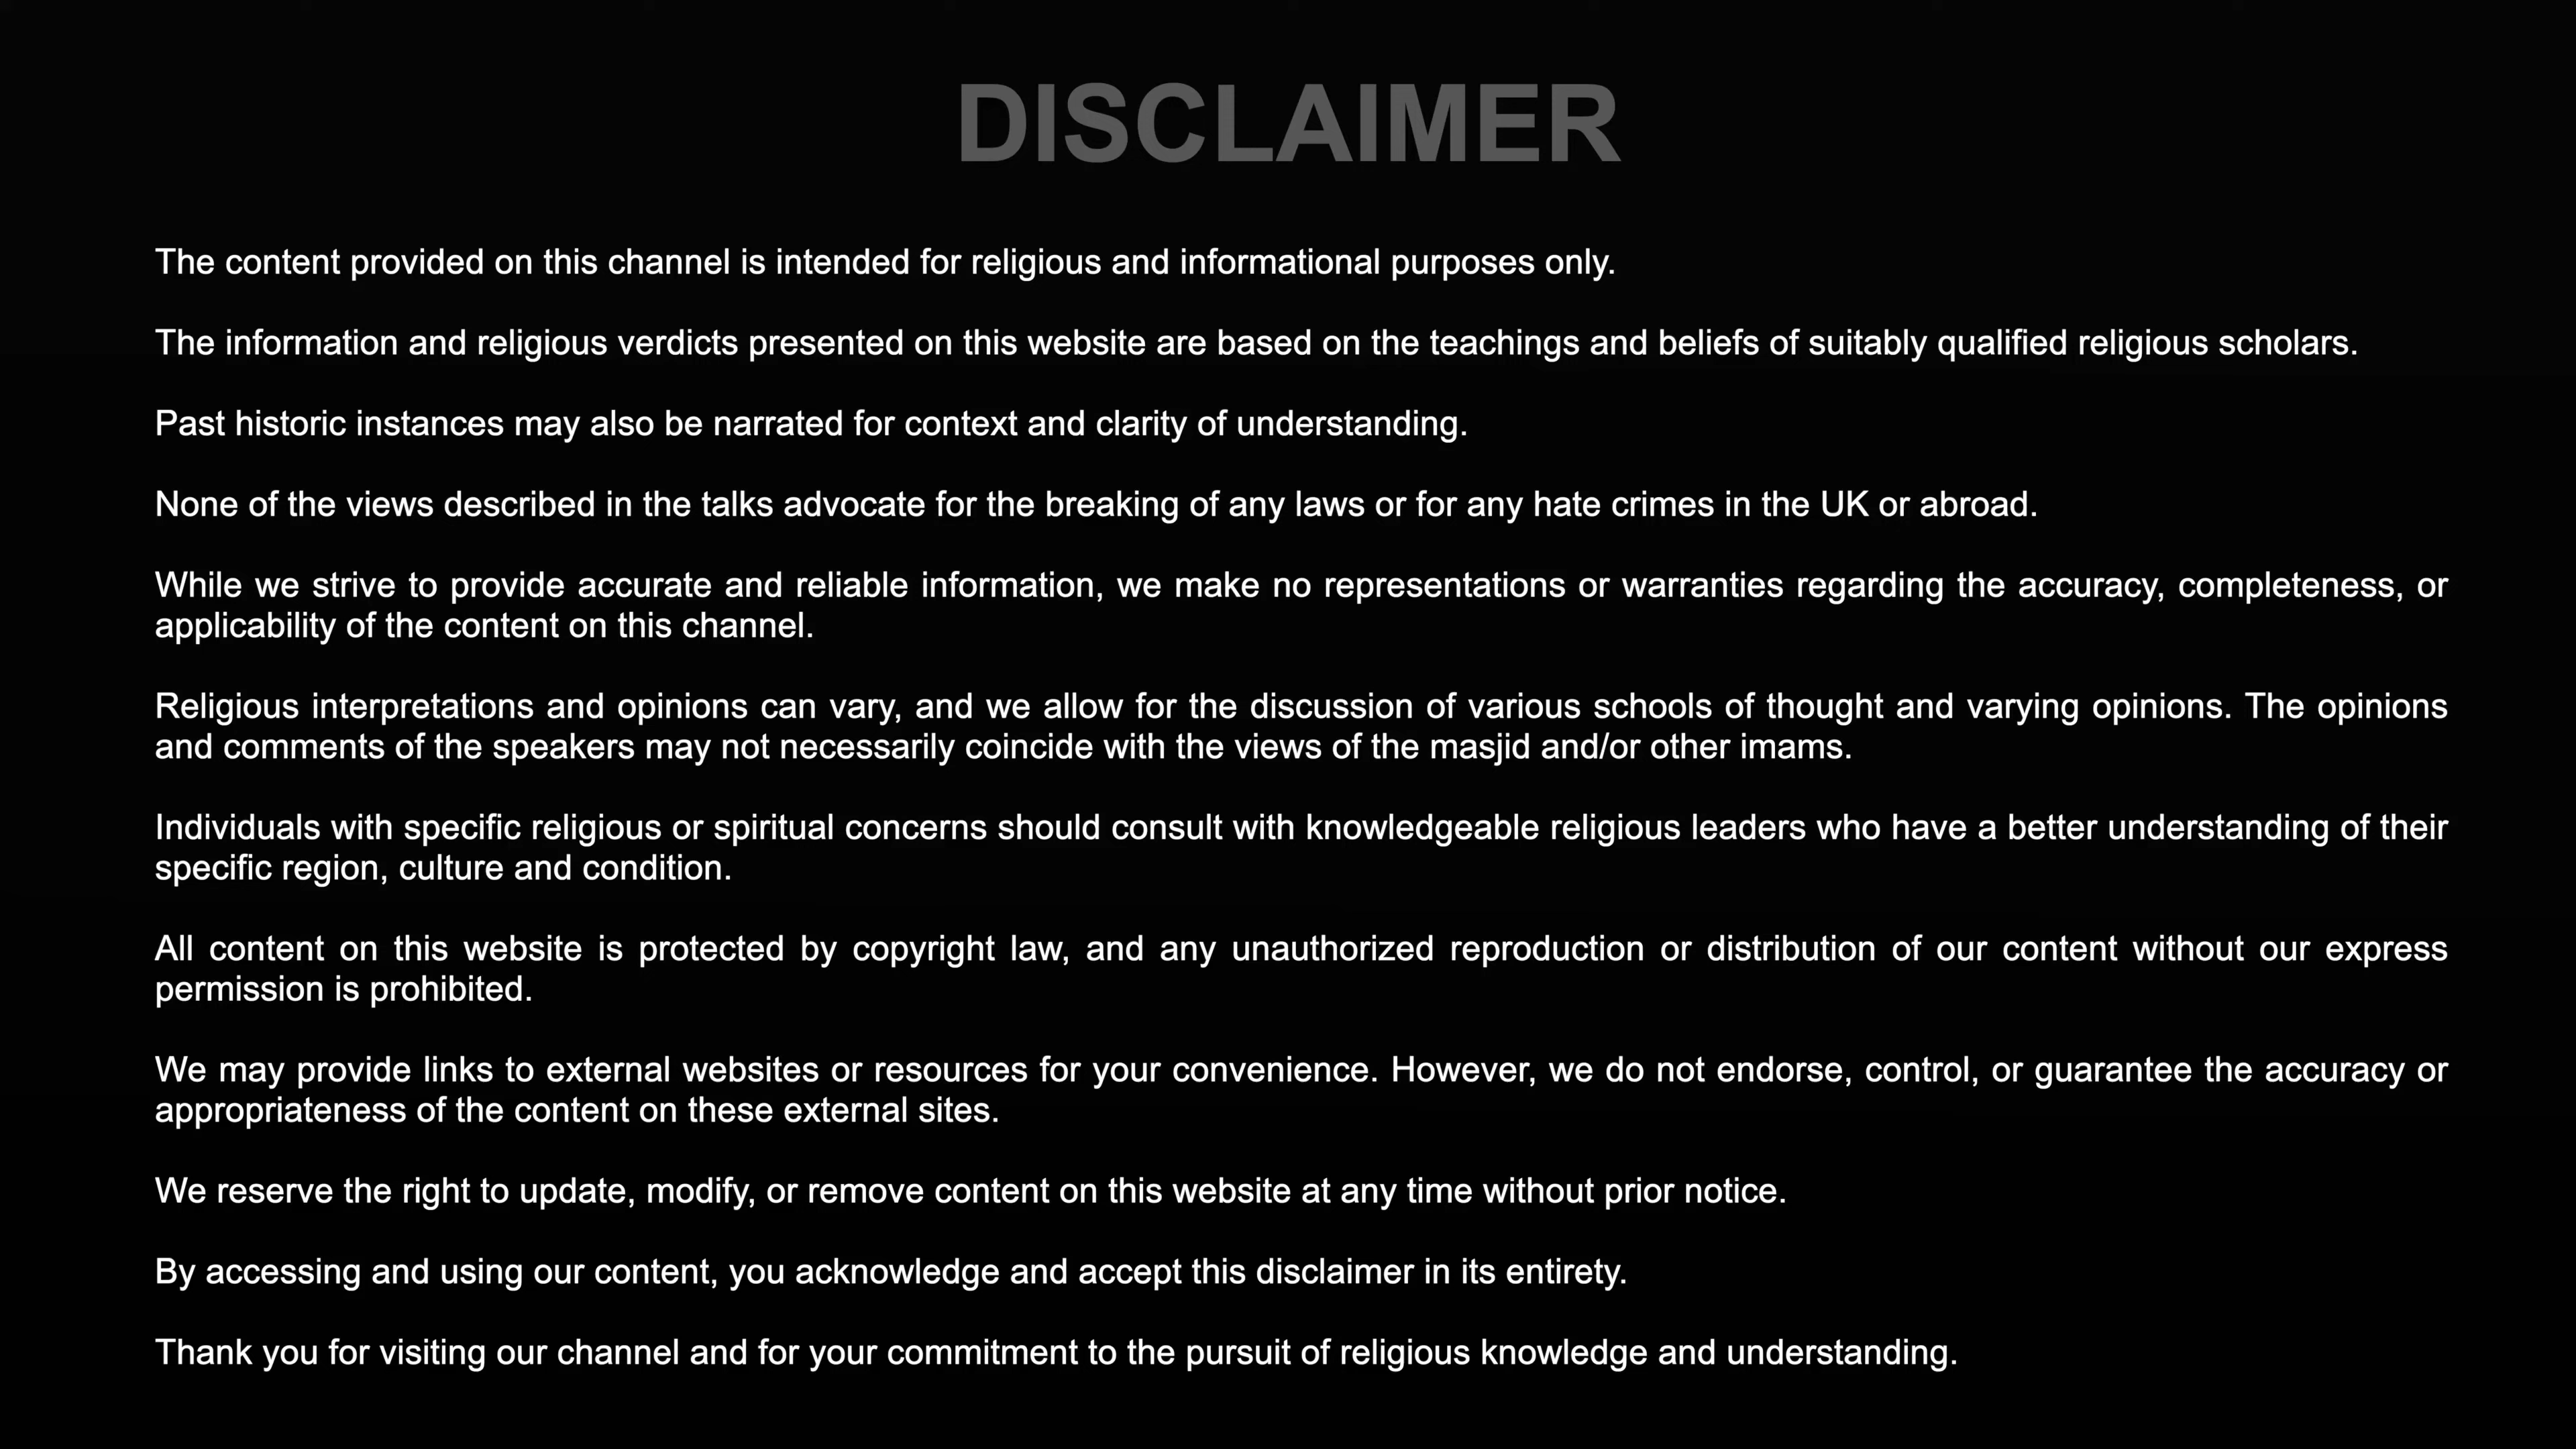 DISCLAIMER
The content provided on this channel is intended for religious and informational purposes only.
The information and religious verdicts presented on this website are based on the teachings and beliefs of suitably qualified religious scholars.
Past historic instances may also be narrated for context and clarity of understanding.
None of the views described in the talks advocate for the breaking of any laws or for any hate crimes in the UK or abroad.
While we strive to provide accurate and reliable information, we make no representations or warranties regarding the accuracy, completeness, or
applicability of the content on this channel.
Religious interpretations and opinions can vary, and we allow for the discussion of various schools of thought and varying opinions. The opinions
and comments of the speakers may not necessarily coincide with the views of the masjid and/or other imams.
Individuals with specific religious or spiritual concerns should consult with knowledgeable religious leaders who have a better understanding of their
specific region, culture and condition.
All content on this website is protected by copyright law, and any unauthorized reproduction or distribution of our content without our express
permission is prohibited.
We may provide links to external websites or resources for your convenience. However, we do not endorse, control, or guarantee the accuracy or
appropriateness of the content on these external sites.
We reserve the right to update, modify, or remove content on this website at any time without prior notice.
By accessing and using our content, you acknowledge and accept this disclaimer in its entirety.
Thank you for visiting our channel and for your commitment to the pursuit of religious knowledge and understanding.